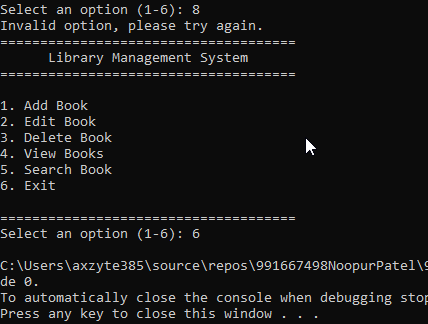 Select an option (1-6): 8
Invalid option, please try again.
=====================================
Library Management System
=====================================
1. Add Book
2. Edit Book
3. Delete Book
4. View Books
5. Search Book
6. Exit
=====================================
Select an option (1-6): 6
C:\Users\axzyte385\source\repos\991667498NoopurPatel\9
de 0.
To automatically close the console when debugging stop
Press any key to close this window . . .